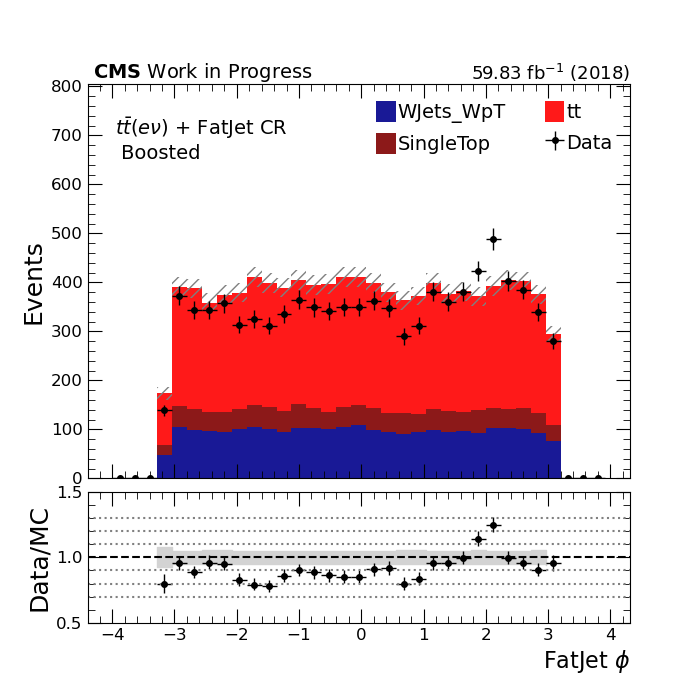 CMS Work in Progress 59.83 fb⁻¹ (2018)
tt̄(eν) + FatJet CR
Boosted
WJets_WpT tt
SingleTop Data
Events
800
700
600
500
400
300
200
100
0
Data/MC
1.5
1.0
0.5
−4 −3 −2 −1 0 1 2 3 4
FatJet ϕ